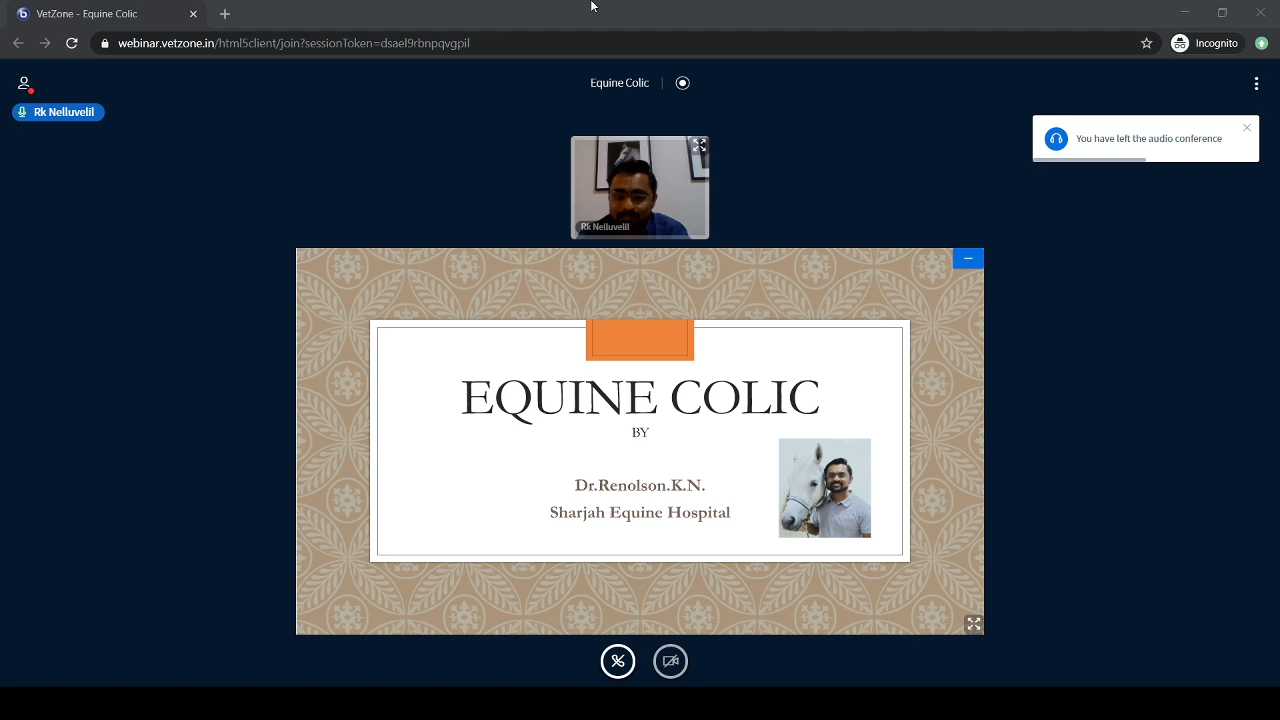 VetZone - Equine Colic
webinar.vetzone.in/html5client/join?sessionToken=dsael9rbnpqvgpil
Incognito
Equine Colic
Rk Nelluvelil
You have left the audio conference
Rk Nelluvelil
EQUINE COLIC
BY
Dr.Renolson.K.N.
Sharjah Equine Hospital